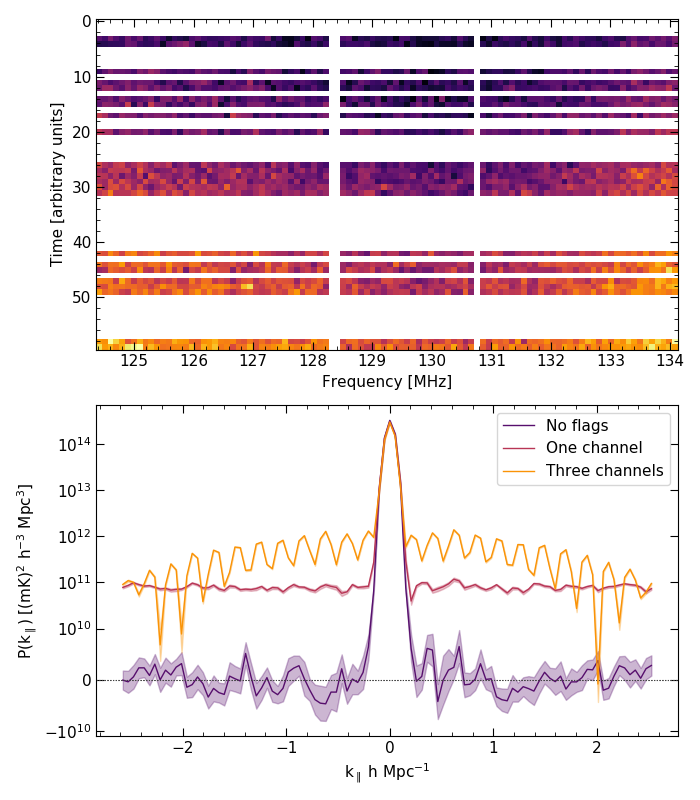 0
10
20
30
40
50
Time [arbitrary units]
125 126 127 128 129 130 131 132 133 134
Frequency [MHz]
No flags
One channel
Three channels
10¹⁴
10¹³
10¹²
10¹¹
10¹⁰
0
−10¹⁰
P(k∥) [(mK)² h⁻³ Mpc³]
−2 −1 0 1 2
k∥ h Mpc⁻¹